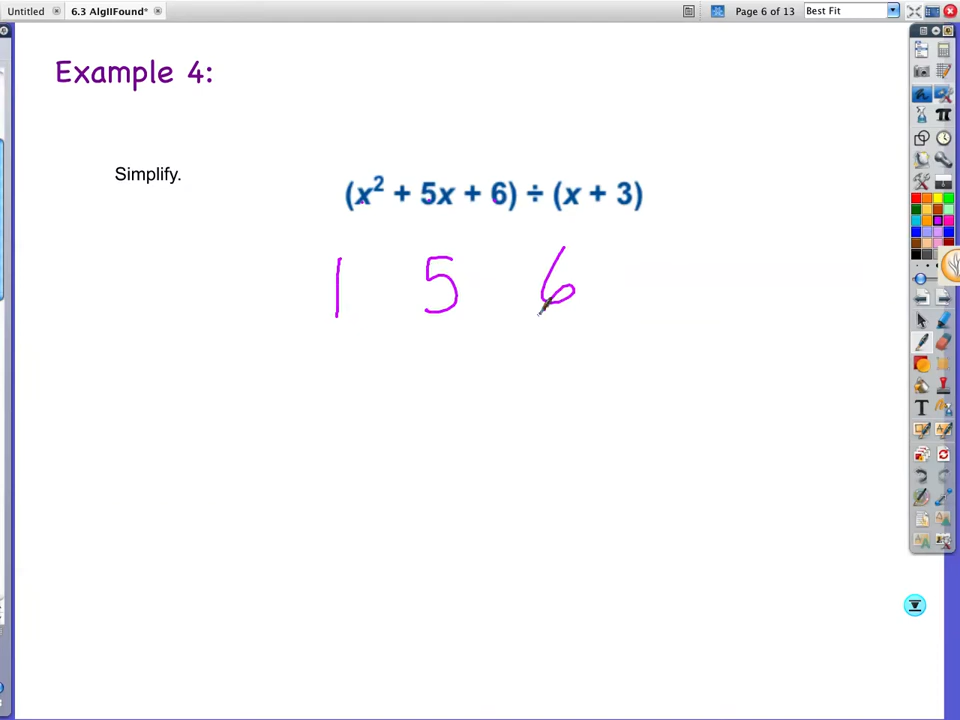 Untitled
6.3 AlgIIFound*
Page 6 of 13
Best Fit
Example 4:
Simplify.
(x² + 5x + 6) ÷ (x + 3)
1 5 6